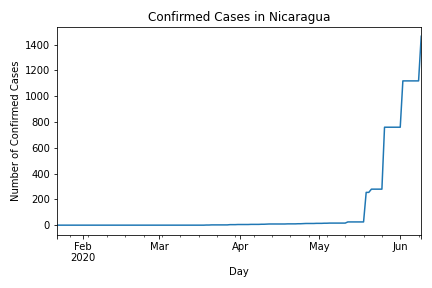 Confirmed Cases in Nicaragua
Number of Confirmed Cases
1400
1200
1000
800
600
400
200
0
Feb
2020
Mar
Apr
May
Jun
Day